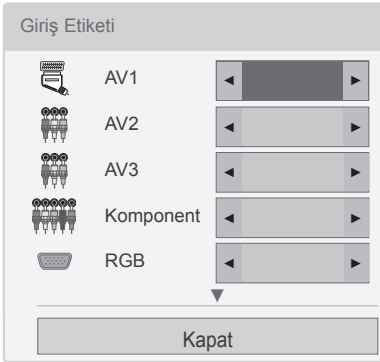 Giriş Etiketi
AV1
AV2
AV3
Komponent
RGB
Kapat